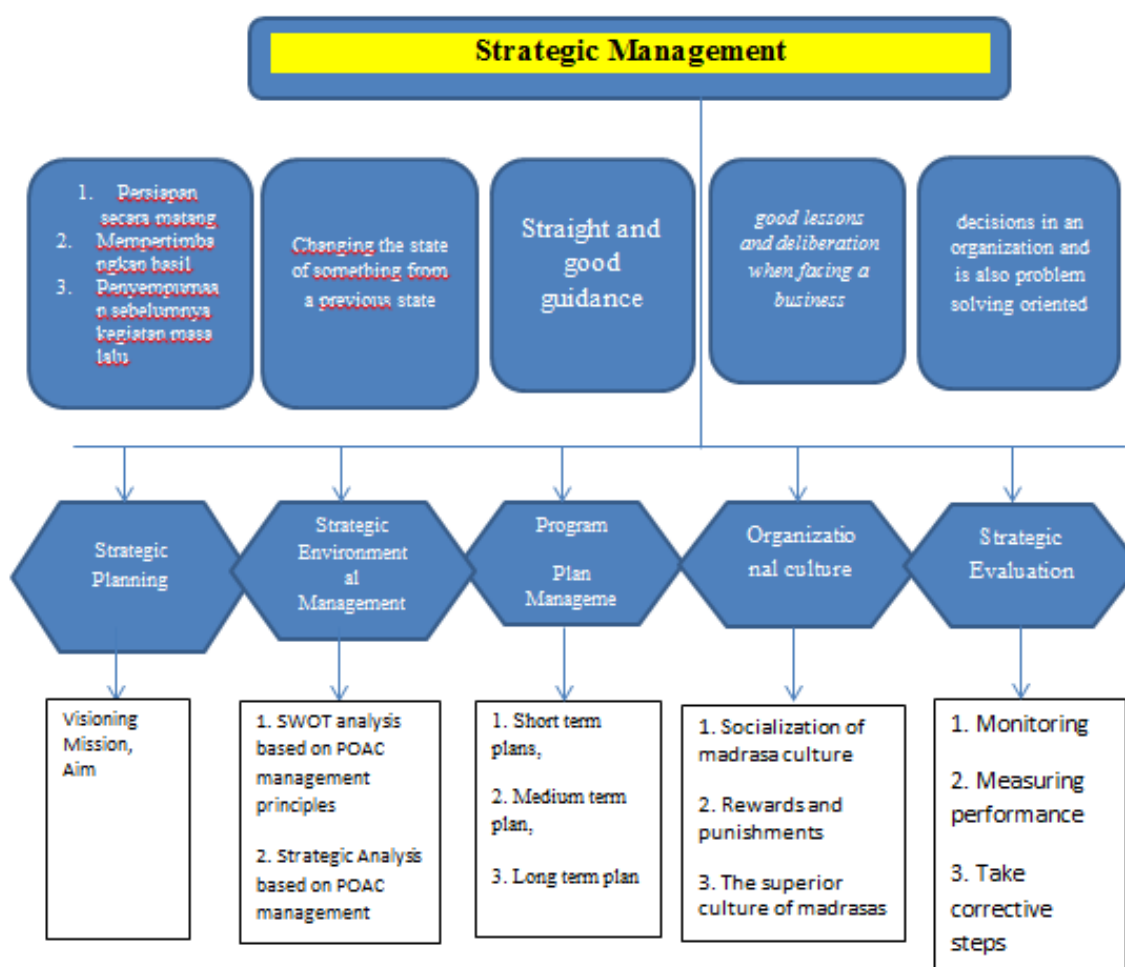 Strategic Management
1. Persiapan
secara matang
2. Mempertimba
ngkan hasil
3. Penyempurnaa
n sebelumnya
kegiatan masa
lalu
Changing the state
of something from
a previous state
Straight and
good
guidance
good lessons
and deliberation
when facing a
business
decisions in an
organization and
is also problem
solving oriented
Strategic
Planning
Strategic
Environment
al
Management
Program
Plan
Manageme
Organizatio
nal culture
Strategic
Evaluation
Visioning
Mission,
Aim
1. SWOT analysis
based on POAC
management
principles
2. Strategic Analysis
based on POAC
management
1. Short term
plans,
2. Medium term
plan,
3. Long term plan
1. Socialization of
madrasa culture
2. Rewards and
punishments
3. The superior
culture of madrasas
1. Monitoring
2. Measuring
performance
3. Take
corrective
steps